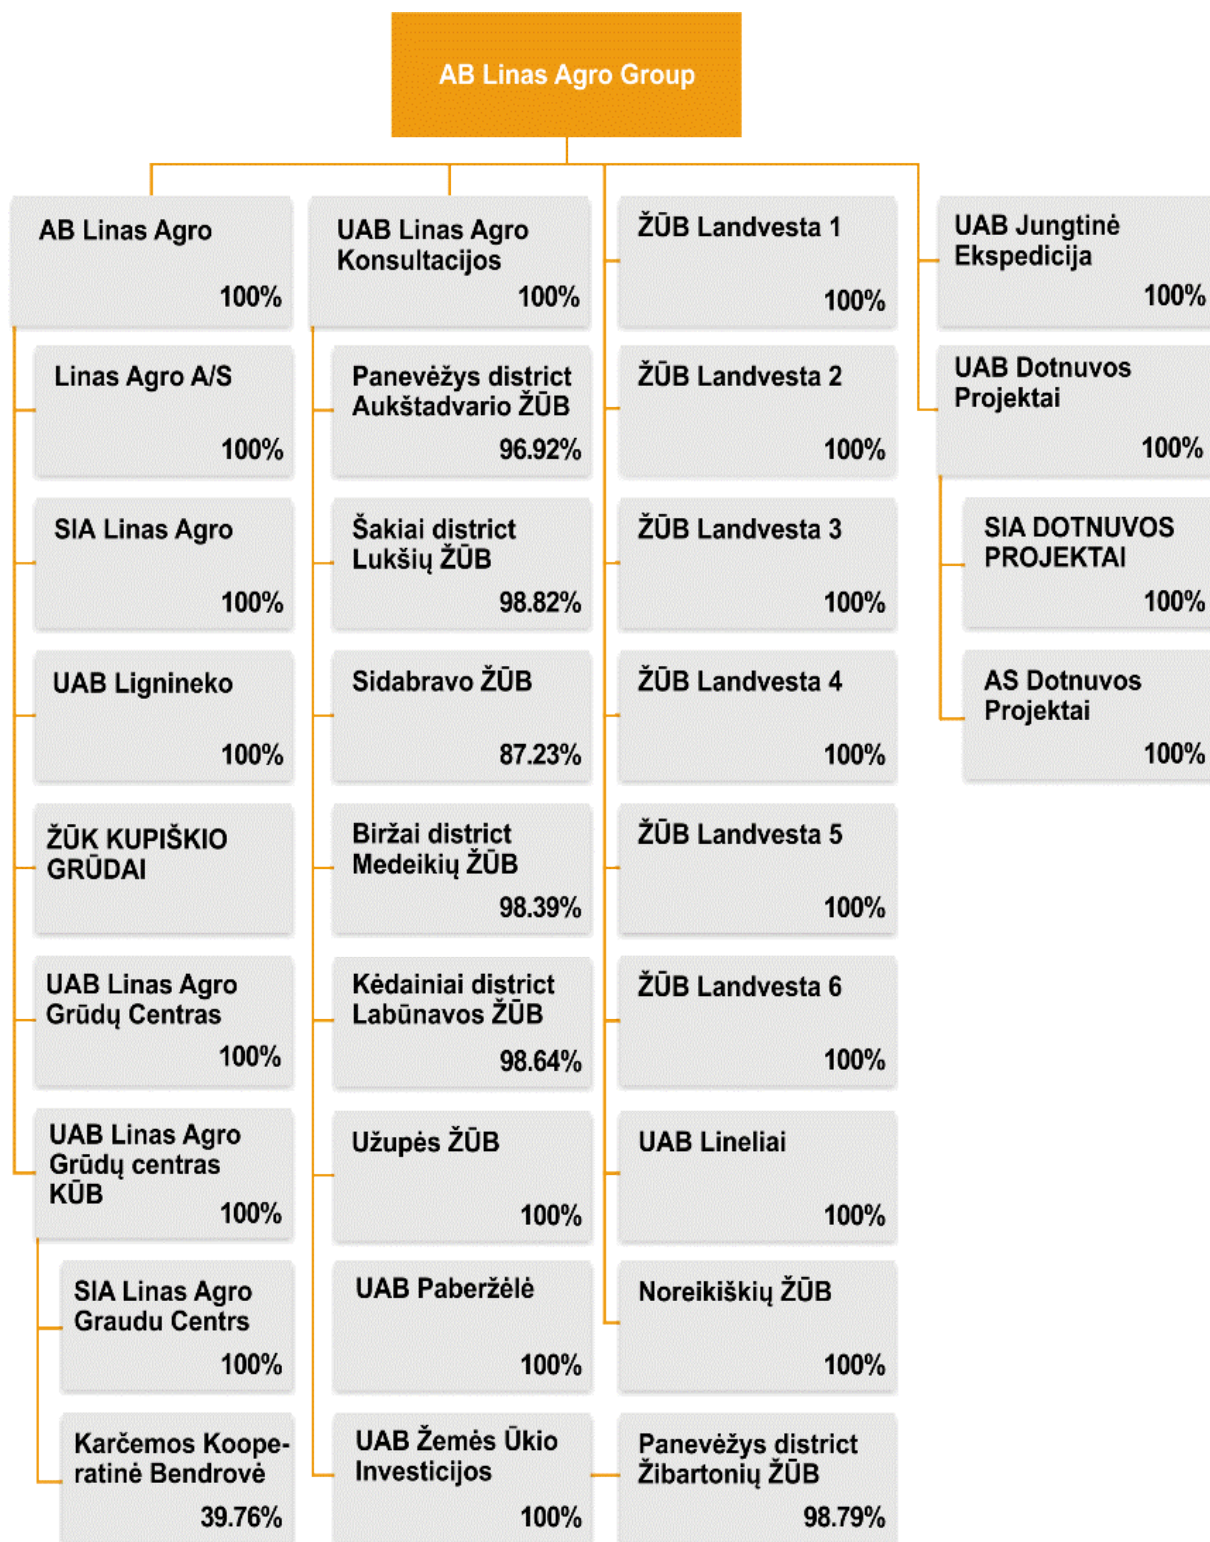 AB Linas Agro Group
AB Linas Agro
100%
Linas Agro A/S
100%
SIA Linas Agro
100%
UAB Lignineko
100%
ŽŪK KUPIŠKIO
GRŪDAI
UAB Linas Agro
Grūdų Centras
100%
UAB Linas Agro
Grūdų centras
KŪB
100%
SIA Linas Agro
Graudu Centrs
100%
Karčemos Koope-
ratinė Bendrovė
39.76%
UAB Linas Agro
Konsultacijos
100%
Panevėžys district
Aukštadvario ŽŪB
96.92%
Šakiai district
Lukšių ŽŪB
98.82%
Sidabravo ŽŪB
87.23%
Biržai district
Medeikių ŽŪB
98.39%
Kėdainiai district
Labūnavos ŽŪB
98.64%
Užupės ŽŪB
100%
UAB Paberžėlė
100%
UAB Žemės Ūkio
Investicijos
100%
Panevėžys district
Žibartonių ŽŪB
98.79%
ŽŪB Landvesta 1
100%
ŽŪB Landvesta 2
100%
ŽŪB Landvesta 3
100%
ŽŪB Landvesta 4
100%
ŽŪB Landvesta 5
100%
ŽŪB Landvesta 6
100%
UAB Lineliai
100%
Noreikiškių ŽŪB
100%
UAB Jungtinė
Ekspedicija
100%
UAB Dotnuvos
Projektai
100%
SIA DOTNUVOS
PROJEKTAI
100%
AS Dotnuvos
Projektai
100%